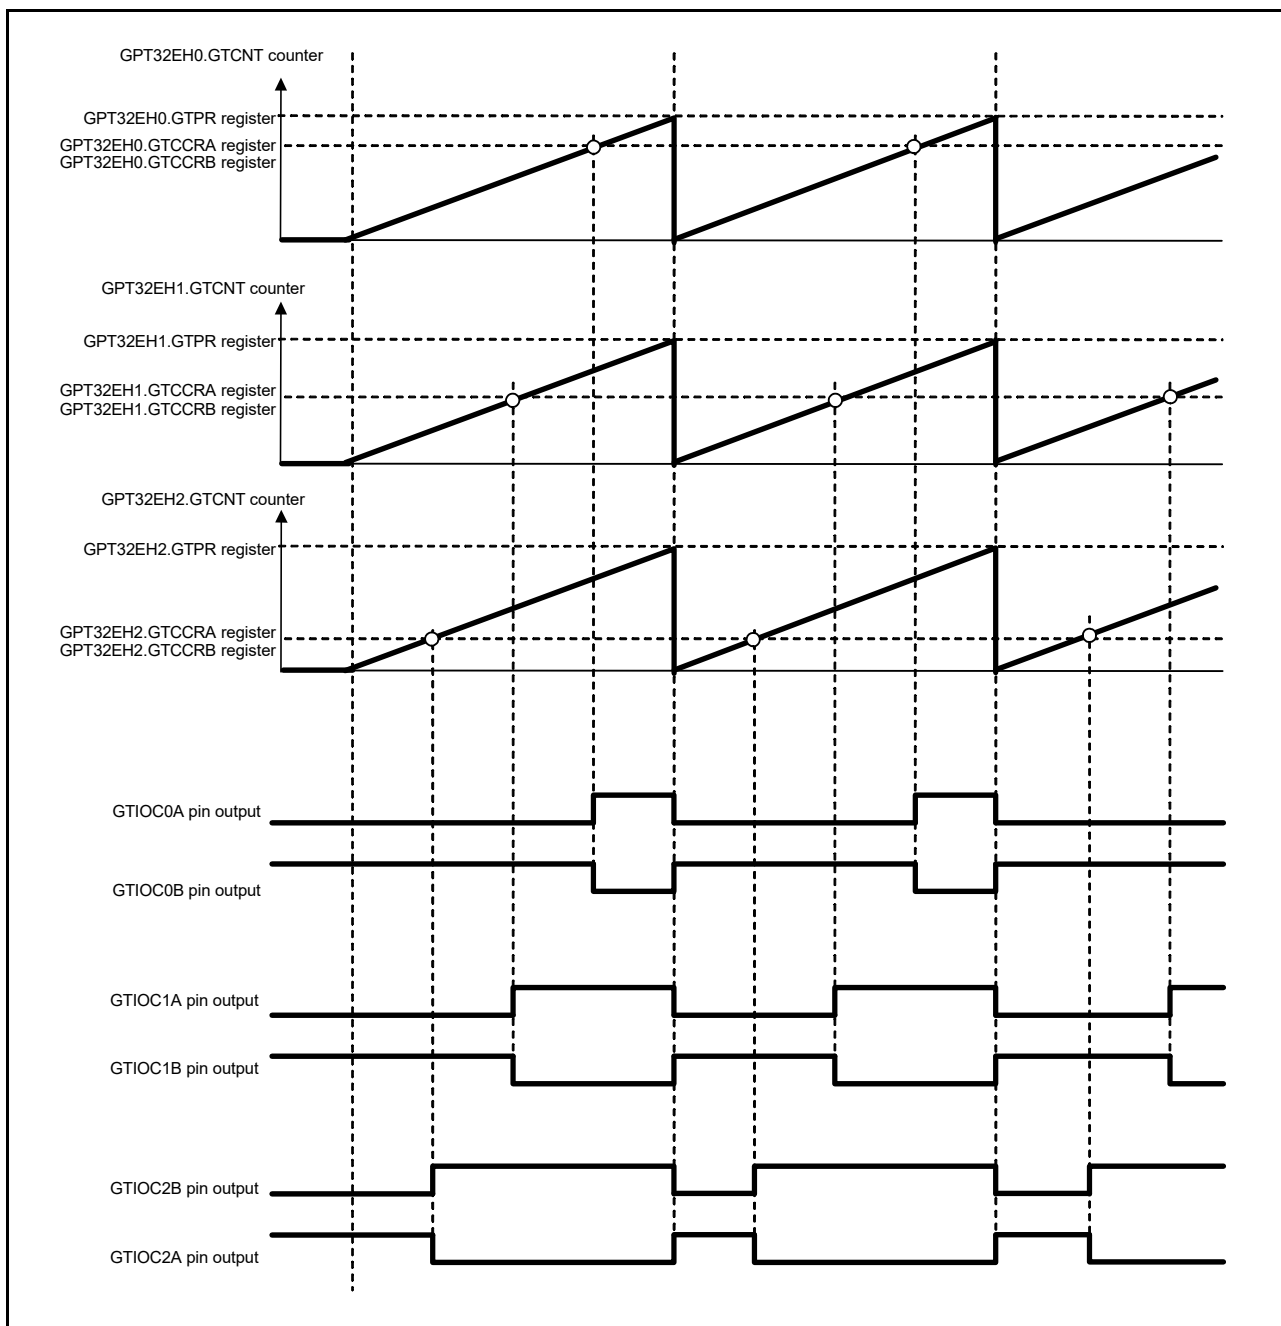 GPT32EH0.GTCNT counter
GPT32EH0.GTPR register
GPT32EH0.GTCCRA register
GPT32EH0.GTCCRB register
GPT32EH1.GTCNT counter
GPT32EH1.GTPR register
GPT32EH1.GTCCRA register
GPT32EH1.GTCCRB register
GPT32EH2.GTCNT counter
GPT32EH2.GTPR register
GPT32EH2.GTCCRA register
GPT32EH2.GTCCRB register
GTIOC0A pin output
GTIOC0B pin output
GTIOC1A pin output
GTIOC1B pin output
GTIOC2B pin output
GTIOC2A pin output